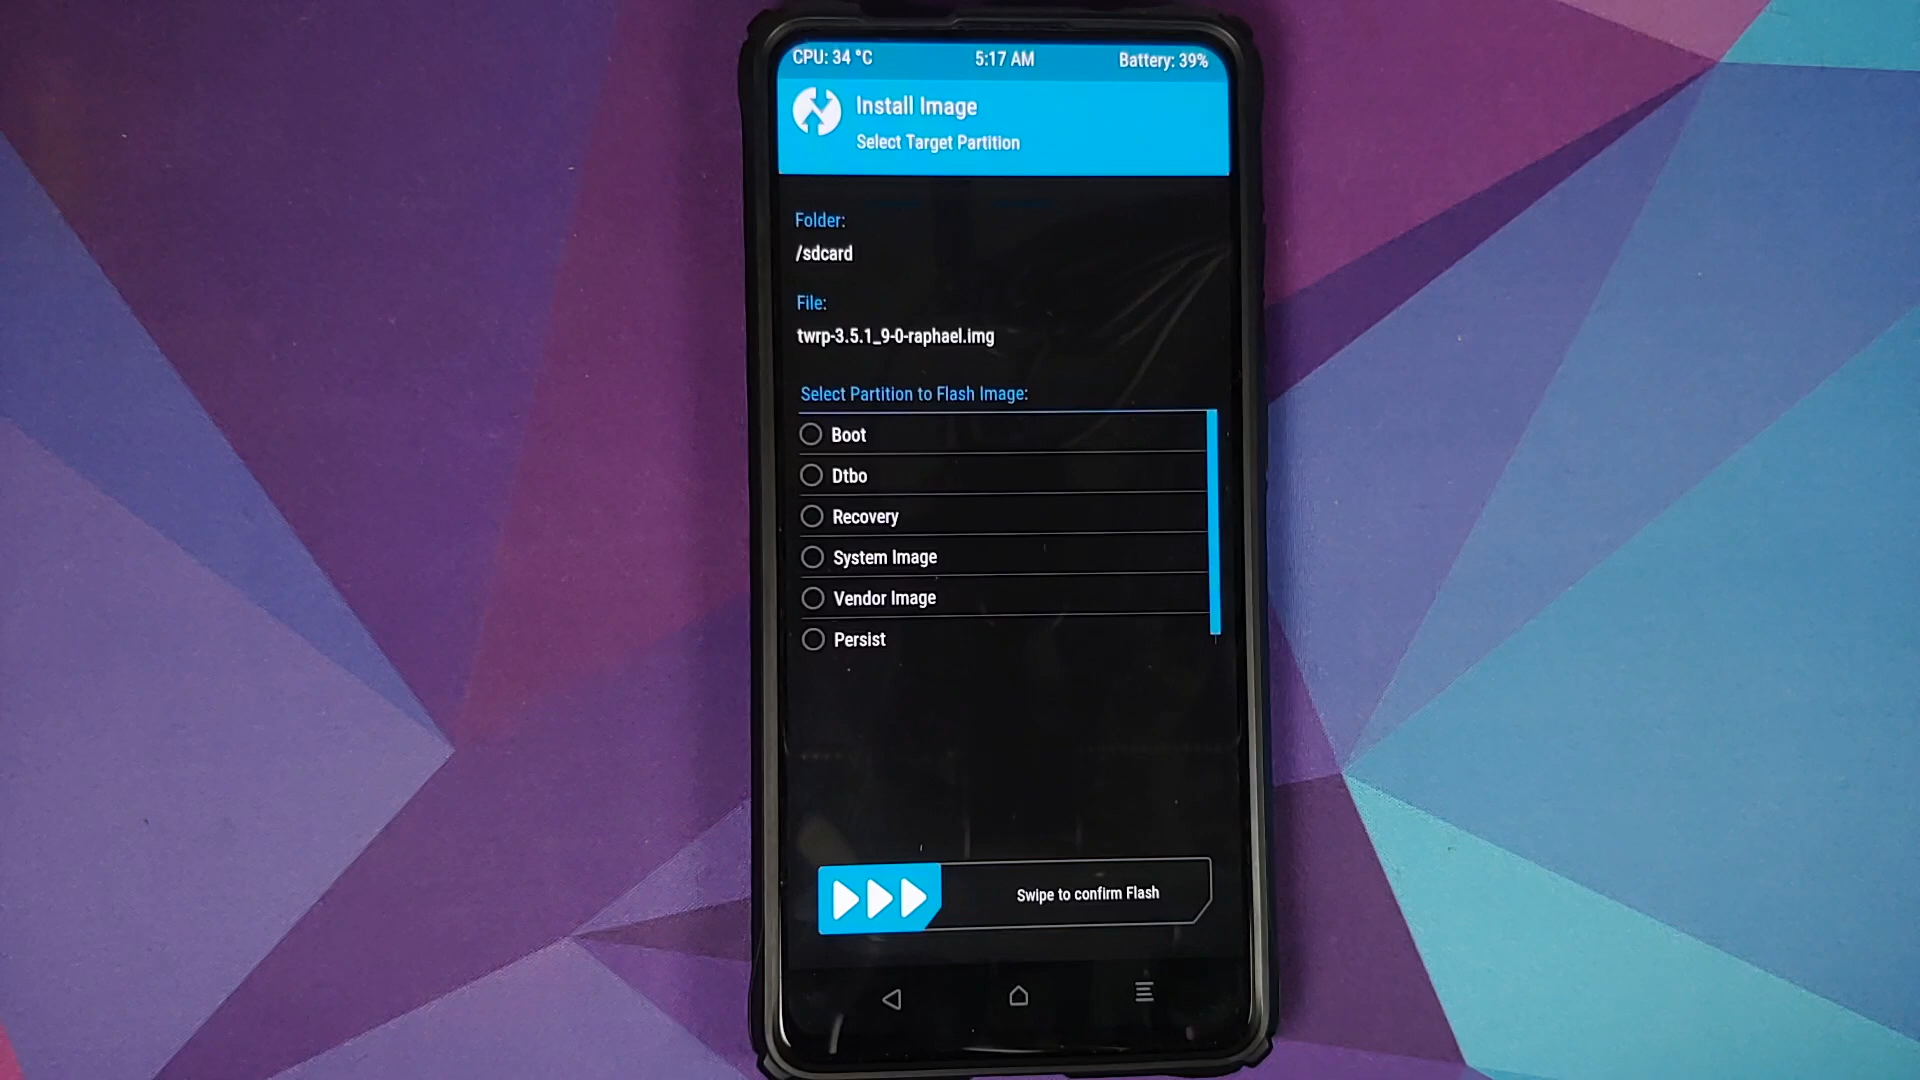 CPU: 34 °C 5:17 AM Battery: 39%
Install Image
Select Target Partition
Folder:
/sdcard
File:
twrp-3.5.1_9-0-raphael.img
Select Partition to Flash Image:
Boot
Dtbo
Recovery
System Image
Vendor Image
Persist
Swipe to confirm Flash